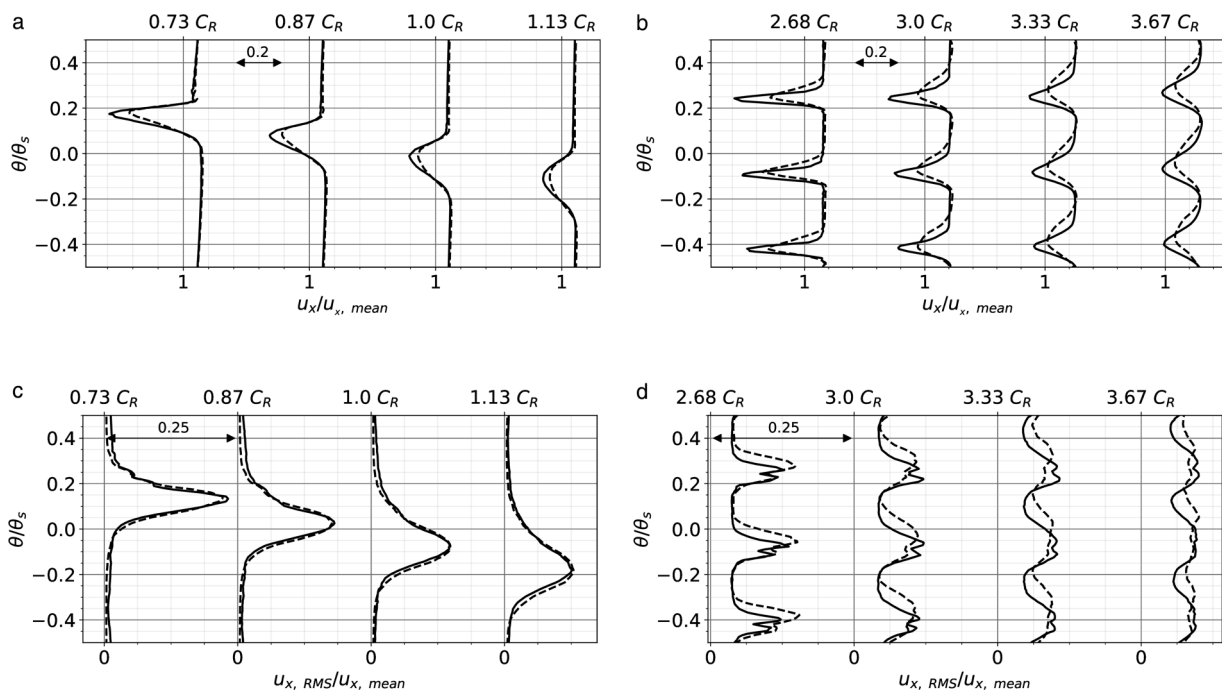 a
0.73 C_R 0.87 C_R 1.0 C_R 1.13 C_R
0.2
0.4
0.2
0.0
−0.2
−0.4
θ/θ_s
1 1 1 1
u_x/u_x, mean
b
2.68 C_R 3.0 C_R 3.33 C_R 3.67 C_R
0.2
0.4
0.2
0.0
−0.2
−0.4
θ/θ_s
1 1 1 1
u_x/u_x, mean
c
0.73 C_R 0.87 C_R 1.0 C_R 1.13 C_R
0.25
0.4
0.2
0.0
−0.2
−0.4
θ/θ_s
0 0 0 0
u_x, RMS/u_x, mean
d
2.68 C_R 3.0 C_R 3.33 C_R 3.67 C_R
0.25
0.4
0.2
0.0
−0.2
−0.4
θ/θ_s
0 0 0 0
u_x, RMS/u_x, mean